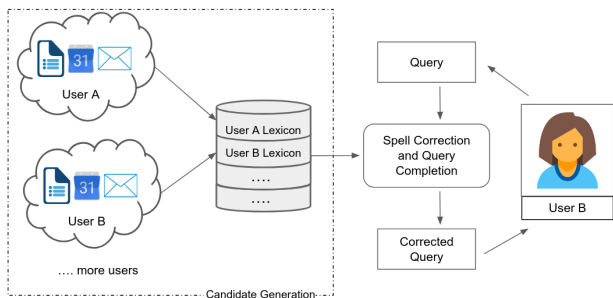 31
User A
31
User B
.... more users
User A Lexicon
User B Lexicon
....
....
Candidate Generation
Query
Spell Correction
and Query
Completion
Corrected
Query
User B